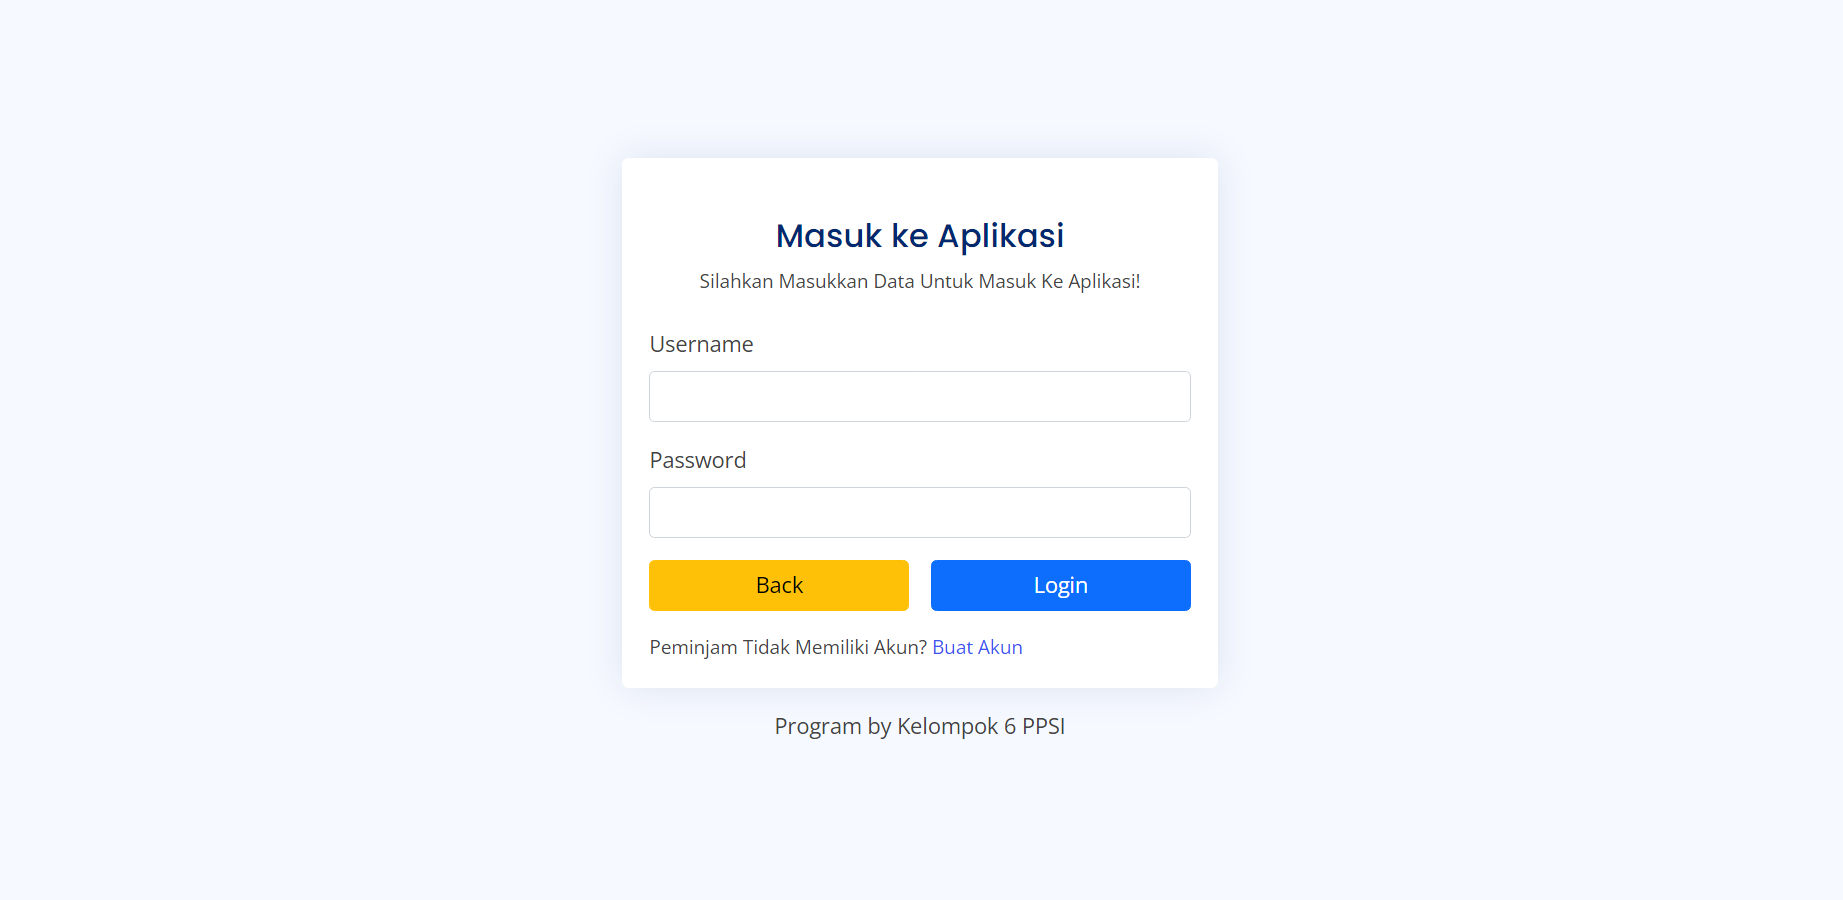 Masuk ke Aplikasi
Silahkan Masukkan Data Untuk Masuk Ke Aplikasi!
Username
Password
Back
Login
Peminjam Tidak Memiliki Akun? Buat Akun
Program by Kelompok 6 PPSI